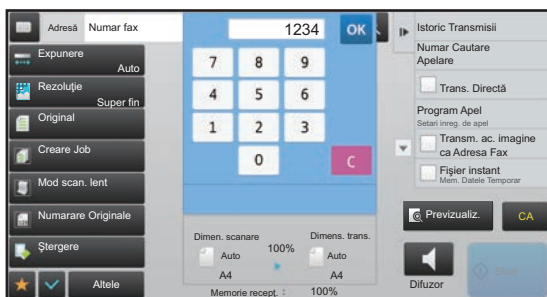 Adresă Numar fax
1234 OK
Expunere
Auto
Rezoluţie
Super fin
Original
Creare Job
Mod scan. lent
Numarare Originale
Ştergere
Altele
7 8 9
4 5 6
1 2 3
0 C
Dimen. scanare
Dimens. trans.
100%
Auto
Auto
A4
A4
Memorie recept. : 100%
Istoric Transmisii
Numar Cautare
Apelare
Trans. Directă
Program Apel
Setari inreg. de apel
Transm. ac. imagine
ca Adresa Fax
Fişier instant
Mem. Datele Temporar
Previzualiz.
CA
Difuzor
Start